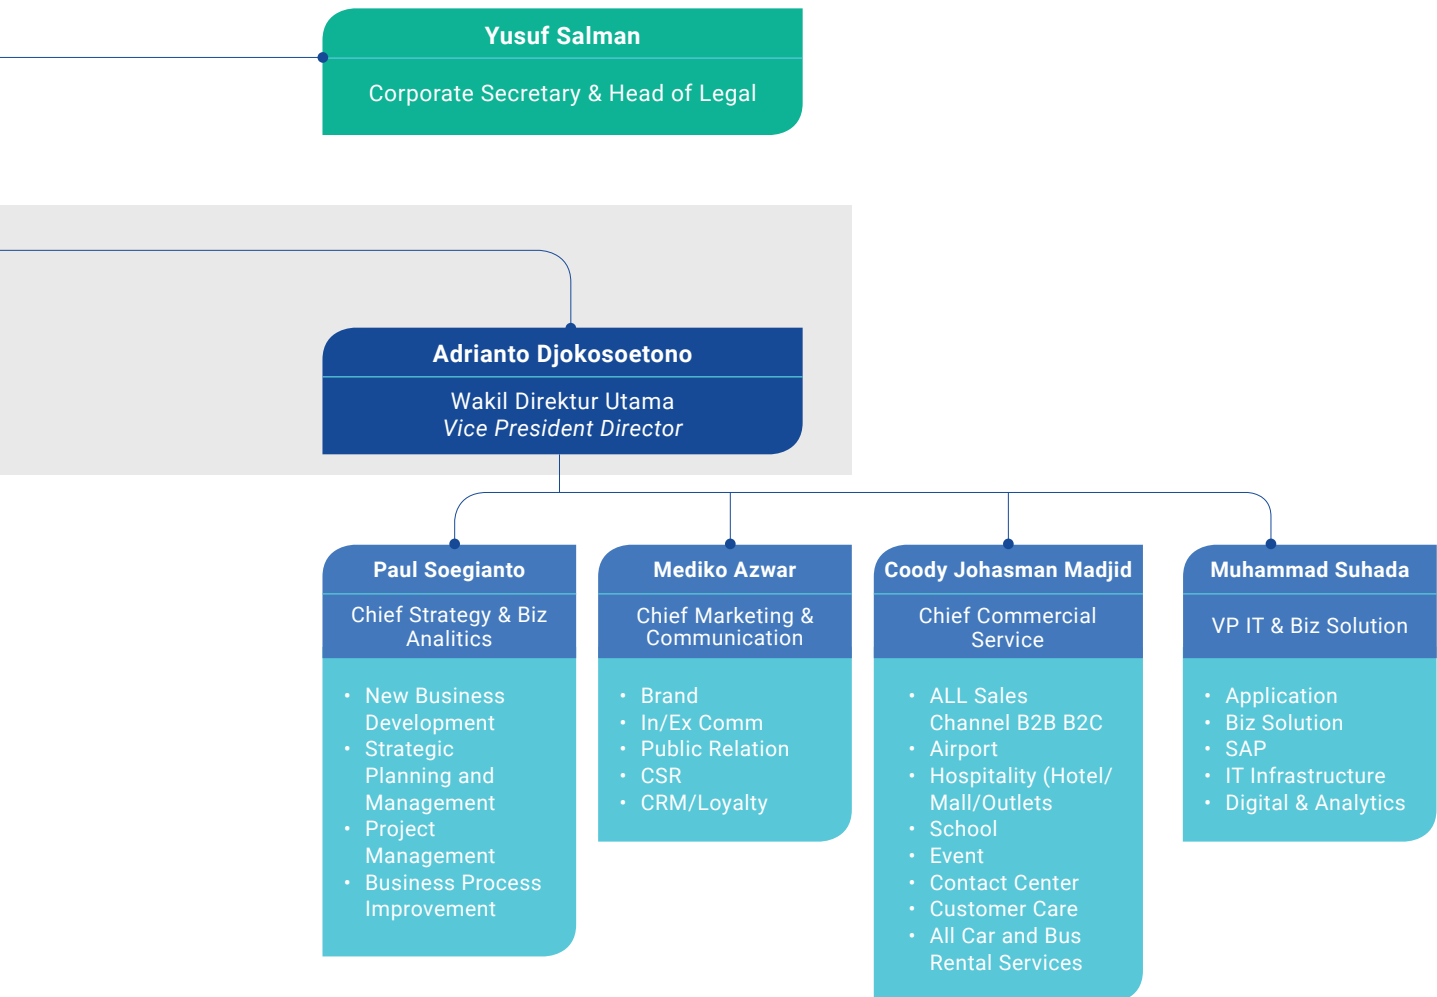 Yusuf Salman
Corporate Secretary & Head of Legal
Adrianto Djokosoetono
Wakil Direktur Utama
Vice President Director
Paul Soegianto
Chief Strategy & Biz
Analitics
• New Business
Development
• Strategic
Planning and
Management
• Project
Management
• Business Process
Improvement
Mediko Azwar
Chief Marketing &
Communication
• Brand
• In/Ex Comm
• Public Relation
• CSR
• CRM/Loyalty
Coody Johasman Madjid
Chief Commercial
Service
• ALL Sales
Channel B2B B2C
• Airport
• Hospitality (Hotel/
Mall/Outlets
• School
• Event
• Contact Center
• Customer Care
• All Car and Bus
Rental Services
Muhammad Suhada
VP IT & Biz Solution
• Application
• Biz Solution
• SAP
• IT Infrastructure
• Digital & Analytics